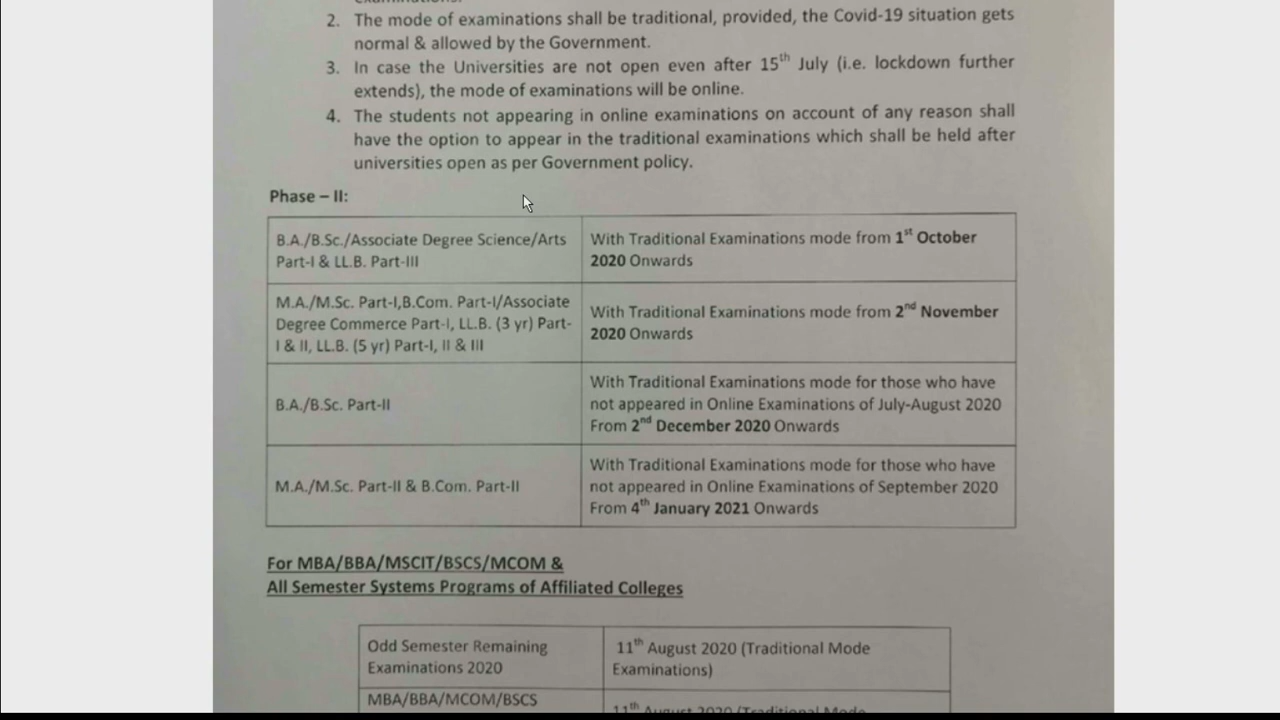 2. The mode of examinations shall be traditional, provided, the Covid-19 situation gets
normal & allowed by the Government.
3. In case the Universities are not open even after 15th July (i.e. lockdown further
extends), the mode of examinations will be online.
4. The students not appearing in online examinations on account of any reason shall
have the option to appear in the traditional examinations which shall be held after
universities open as per Government policy.
Phase – II:
B.A./B.Sc./Associate Degree Science/Arts
Part-I & LL.B. Part-III
With Traditional Examinations mode from 1st October
2020 Onwards
M.A./M.Sc. Part-I,B.Com. Part-I/Associate
Degree Commerce Part-I, LL.B. (3 yr) Part-
I & II, LL.B. (5 yr) Part-I, II & III
With Traditional Examinations mode from 2nd November
2020 Onwards
B.A./B.Sc. Part-II
With Traditional Examinations mode for those who have
not appeared in Online Examinations of July-August 2020
From 2nd December 2020 Onwards
M.A./M.Sc. Part-II & B.Com. Part-II
With Traditional Examinations mode for those who have
not appeared in Online Examinations of September 2020
From 4th January 2021 Onwards
For MBA/BBA/MSCIT/BSCS/MCOM &
All Semester Systems Programs of Affiliated Colleges
Odd Semester Remaining
Examinations 2020
11th August 2020 (Traditional Mode
Examinations)
MBA/BBA/MCOM/BSCS
11th August 2020 (Traditional Mode